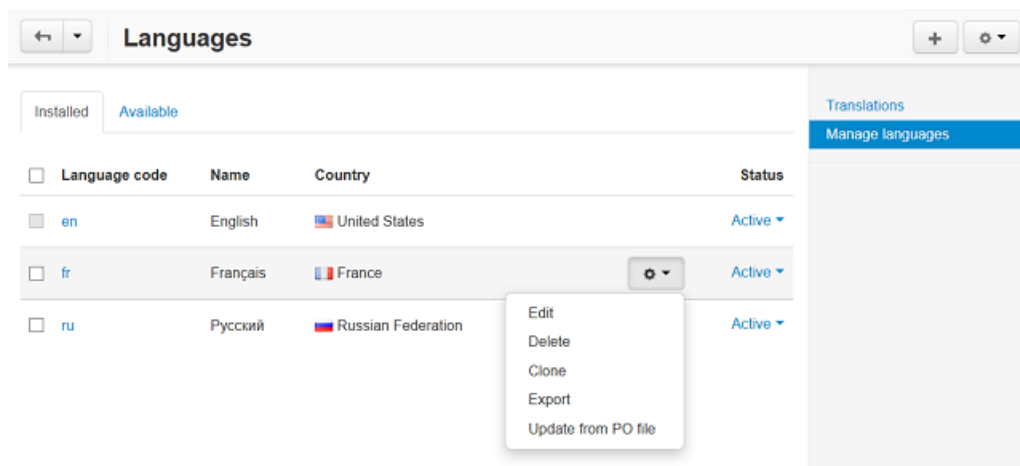 Languages
Installed
Available
Translations
Manage languages
Language code
Name
Country
Status
en
English
United States
Active
fr
Français
France
Active
Edit
Delete
Clone
Export
Update from PO file
ru
Русский
Russian Federation
Active